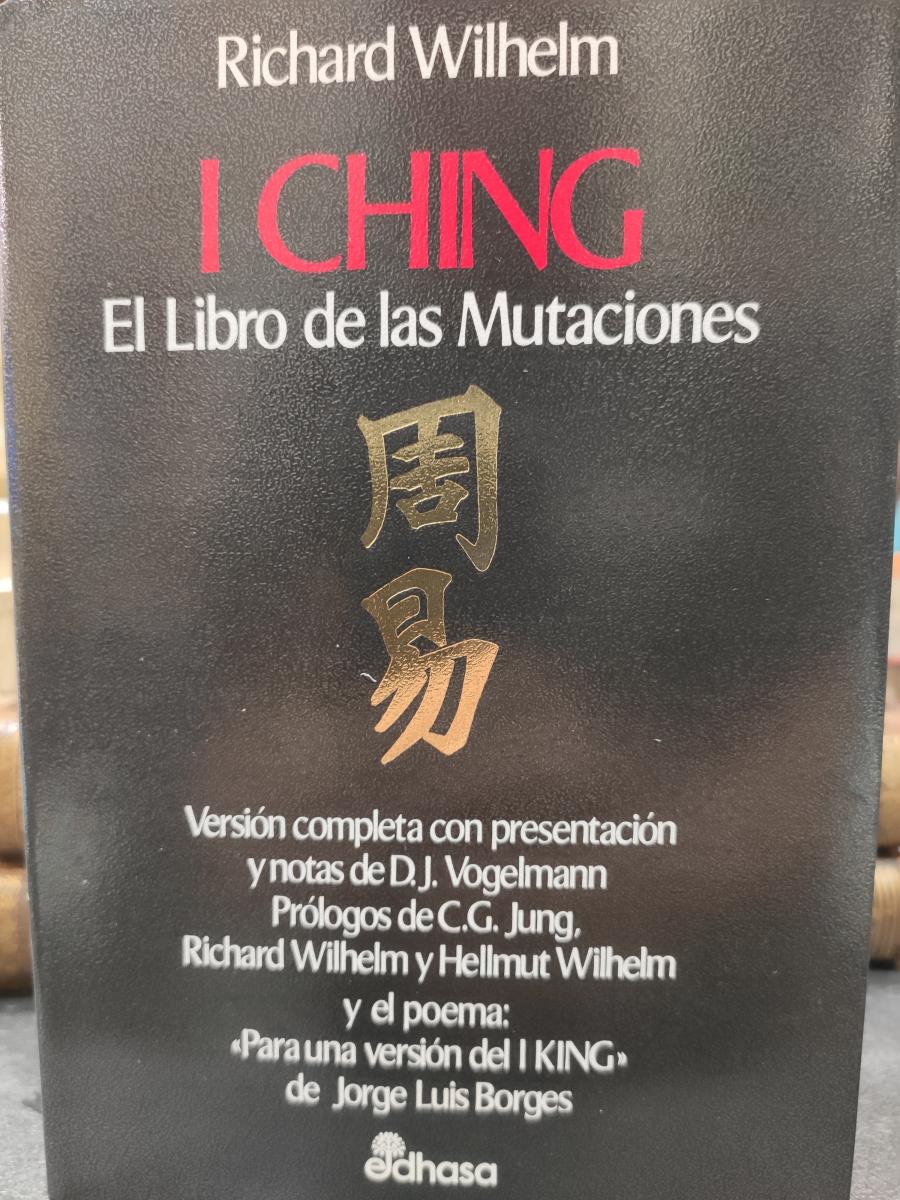 Richard Wilhelm
I CHING
El Libro de las Mutaciones
周
易
Versión completa con presentación
y notas de D.J. Vogelmann
Prólogos de C.G. Jung,
Richard Wilhelm y Hellmut Wilhelm
y el poema:
«Para una versión del I KING»
de Jorge Luis Borges
edhasa